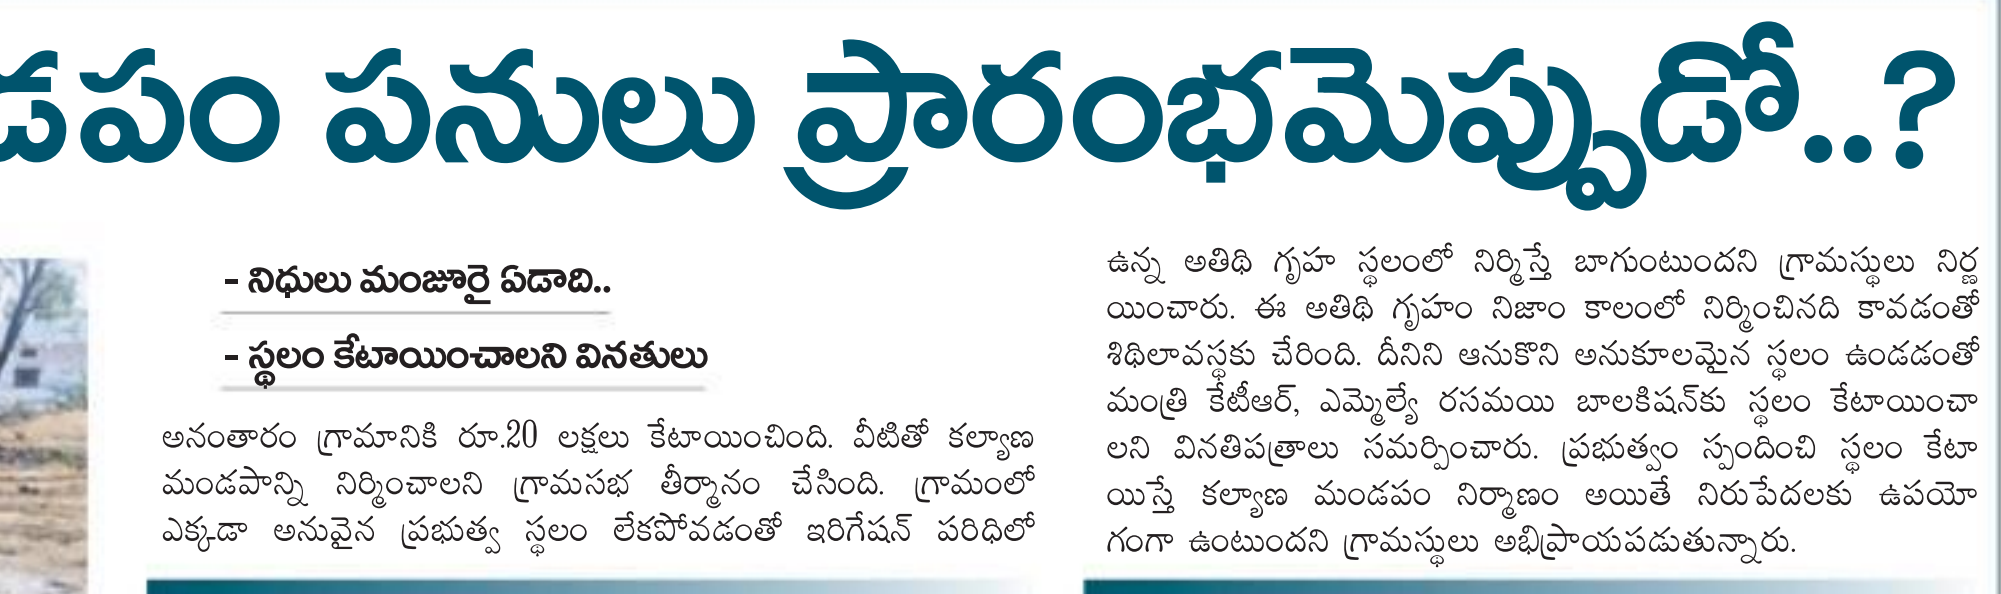 డపం పనులు ప్రారంభమెప్పుడో..?
- నిధులు మంజూరై ఏడాది..
- స్థలం కేటాయించాలని వినతులు
అనంతారం గ్రామానికి రూ.20 లక్షలు కేటాయించింది. వీటితో కల్యాణ
మండపాన్ని నిర్మించాలని గ్రామసభ తీర్మానం చేసింది. గ్రామంలో
ఎక్కడా అనువైన ప్రభుత్వ స్థలం లేకపోవడంతో ఇరిగేషన్ పరిధిలో
ఉన్న అతిథి గృహ స్థలంలో నిర్మిస్తే బాగుంటుందని గ్రామస్థులు నిర్ణ
యించారు. ఈ అతిథి గృహం నిజాం కాలంలో నిర్మించినది కావడంతో
శిథిలావస్థకు చేరింది. దీనిని ఆనుకొని అనుకూలమైన స్థలం ఉండడంతో
మంత్రి కేటీఆర్, ఎమ్మెల్యే రసమయి బాలకిషన్‌కు స్థలం కేటాయించా
లని వినతిపత్రాలు సమర్పించారు. ప్రభుత్వం స్పందించి స్థలం కేటా
యిస్తే కల్యాణ మండపం నిర్మాణం అయితే నిరుపేదలకు ఉపయో
గంగా ఉంటుందని గ్రామస్థులు అభిప్రాయపడుతున్నారు.